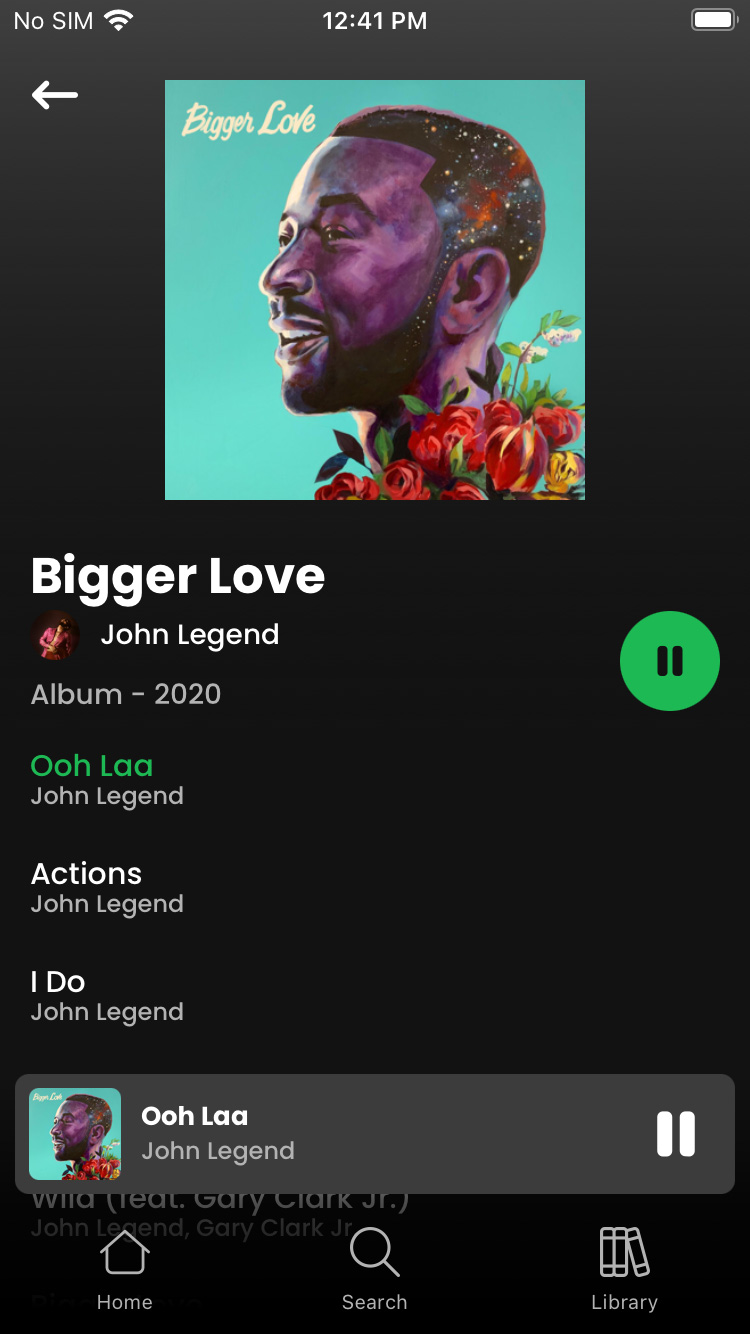 No SIM 12:41 PM
Bigger Love
Bigger Love
John Legend
Album - 2020
Ooh Laa
John Legend
Actions
John Legend
I Do
John Legend
Bigger Love
Ooh Laa
John Legend
Wild (feat. Gary Clark Jr.)
John Legend, Gary Clark Jr.
Home Search Library